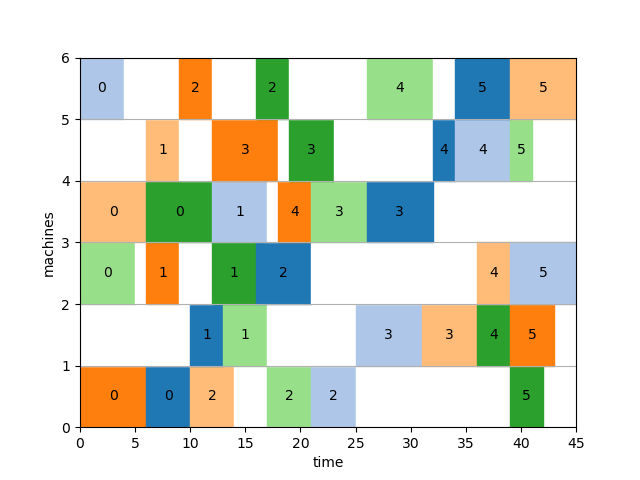 6
0 2 2 4 5 5
5
1 3 3 4 4 5
4
0 0 1 4 3 3
3
machines
0 1 1 2 4 5
2
1 1 3 3 4 5
1
0 0 2 2 2 5
0
0 5 10 15 20 25 30 35 40 45
time